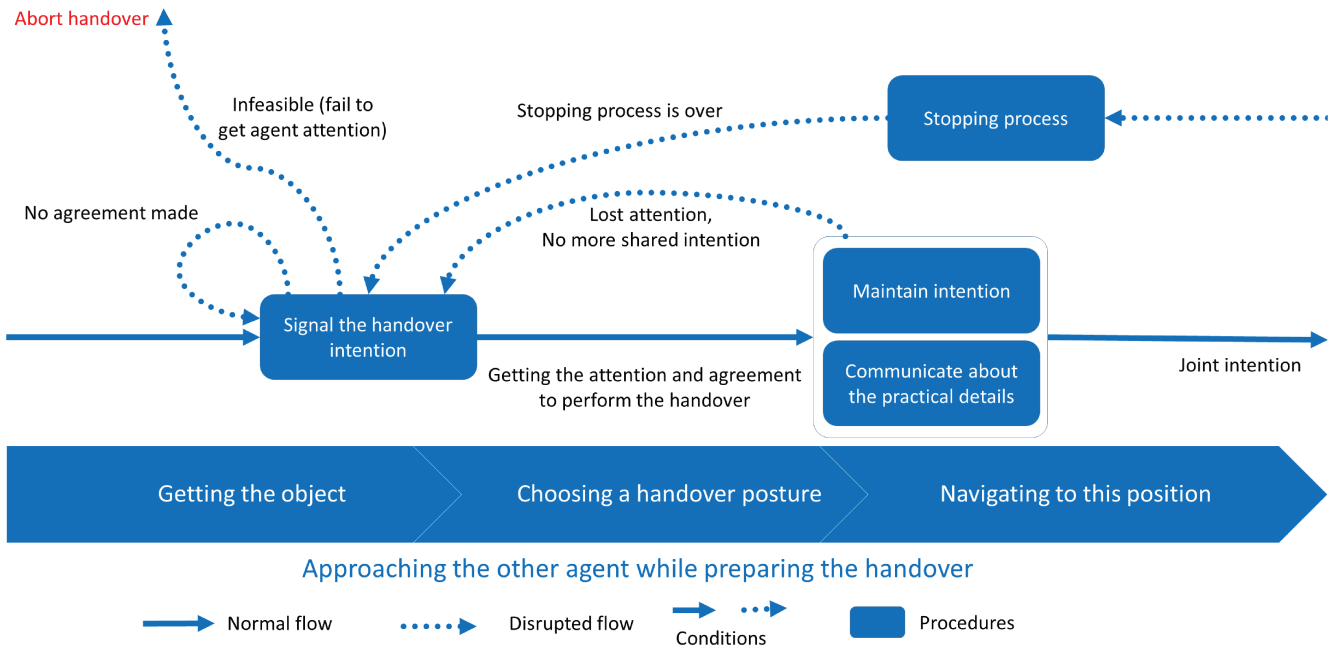 Abort handover
Infeasible (fail to
get agent attention)
Stopping process is over
Stopping process
No agreement made
Lost attention,
No more shared intention
Maintain intention
Signal the handover
intention
Getting the attention and agreement
to perform the handover
Communicate about
the practical details
Joint intention
Getting the object
Choosing a handover posture
Navigating to this position
Approaching the other agent while preparing the handover
Normal flow
Disrupted flow
Conditions
Procedures